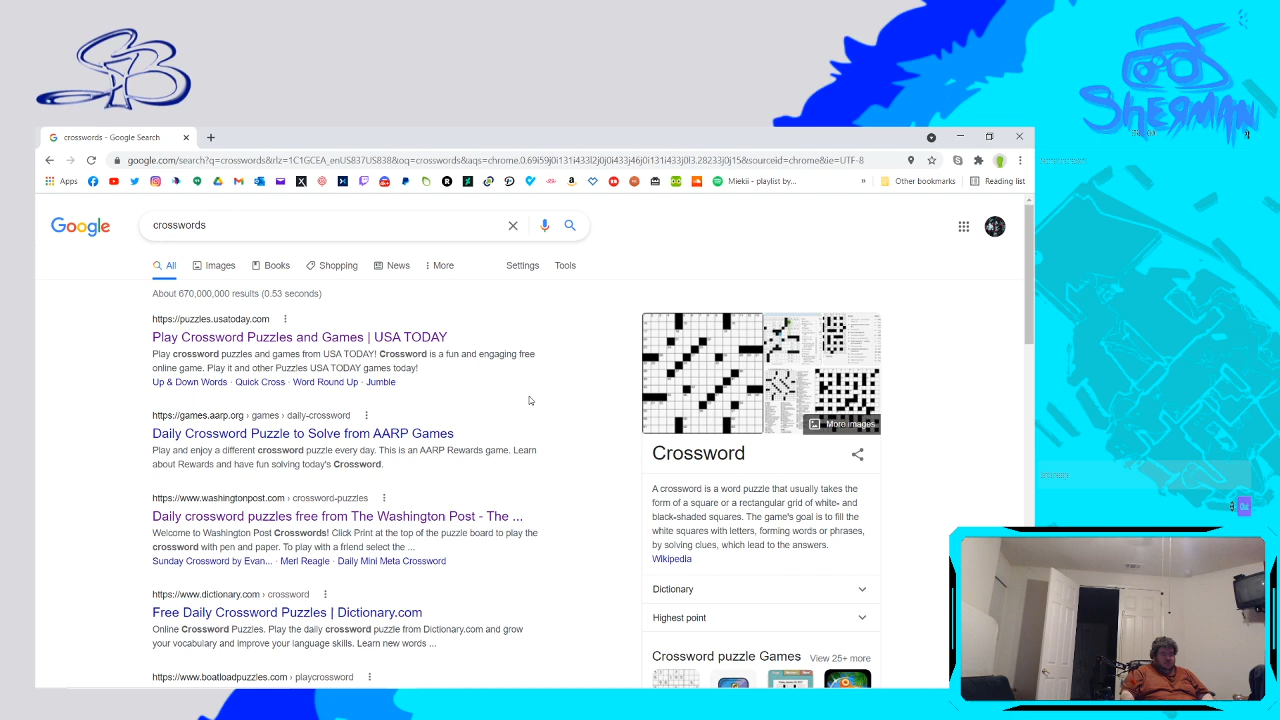 SB
SHERMAN
crosswords - Google Search
google.com/search?q=crosswords&rlz=1C1GCEA_enUS837US838&oq=crosswords&aqs=chrome.0.69i59j0i131i433l2j0j0i433j46j0i131i433j0l3.28233j0j15&sourceid=chrome&ie=UTF-8
Apps
Miekii - playlist by...
»
Other bookmarks
Reading list
Google
crosswords
All
Images
Books
Shopping
News
More
Settings
Tools
About 670,000,000 results (0.53 seconds)
https://puzzles.usatoday.com
Play Crossword Puzzles and Games | USA TODAY
Play crossword puzzles and games from USA TODAY! Crossword is a fun and engaging free
online game. Play it and other Puzzles USA TODAY games today!
Up & Down Words · Quick Cross · Word Round Up · Jumble
https://games.aarp.org › games › daily-crossword
Daily Crossword Puzzle to Solve from AARP Games
Play and enjoy a different crossword puzzle every day. This is an AARP Rewards game. Learn
about Rewards and have fun solving today's Crossword.
https://www.washingtonpost.com › crossword-puzzles
Daily crossword puzzles free from The Washington Post - The ...
Welcome to Washington Post Crosswords! Click Print at the top of the puzzle board to play the
crossword with pen and paper. To play with a friend select the ...
Sunday Crossword by Evan... · Merl Reagle · Daily Mini Meta Crossword
https://www.dictionary.com › crossword
Free Daily Crossword Puzzles | Dictionary.com
Online Crossword Puzzles. Play the daily crossword puzzle from Dictionary.com and grow
your vocabulary and improve your language skills. Learn new words ...
https://www.boatloadpuzzles.com › playcrossword
More images
Crossword
A crossword is a word puzzle that usually takes the
form of a square or a rectangular grid of white- and
black-shaded squares. The game's goal is to fill the
white squares with letters, forming words or phrases,
by solving clues, which lead to the answers.
Wikipedia
Dictionary
Highest point
Crossword puzzle Games
View 25+ more